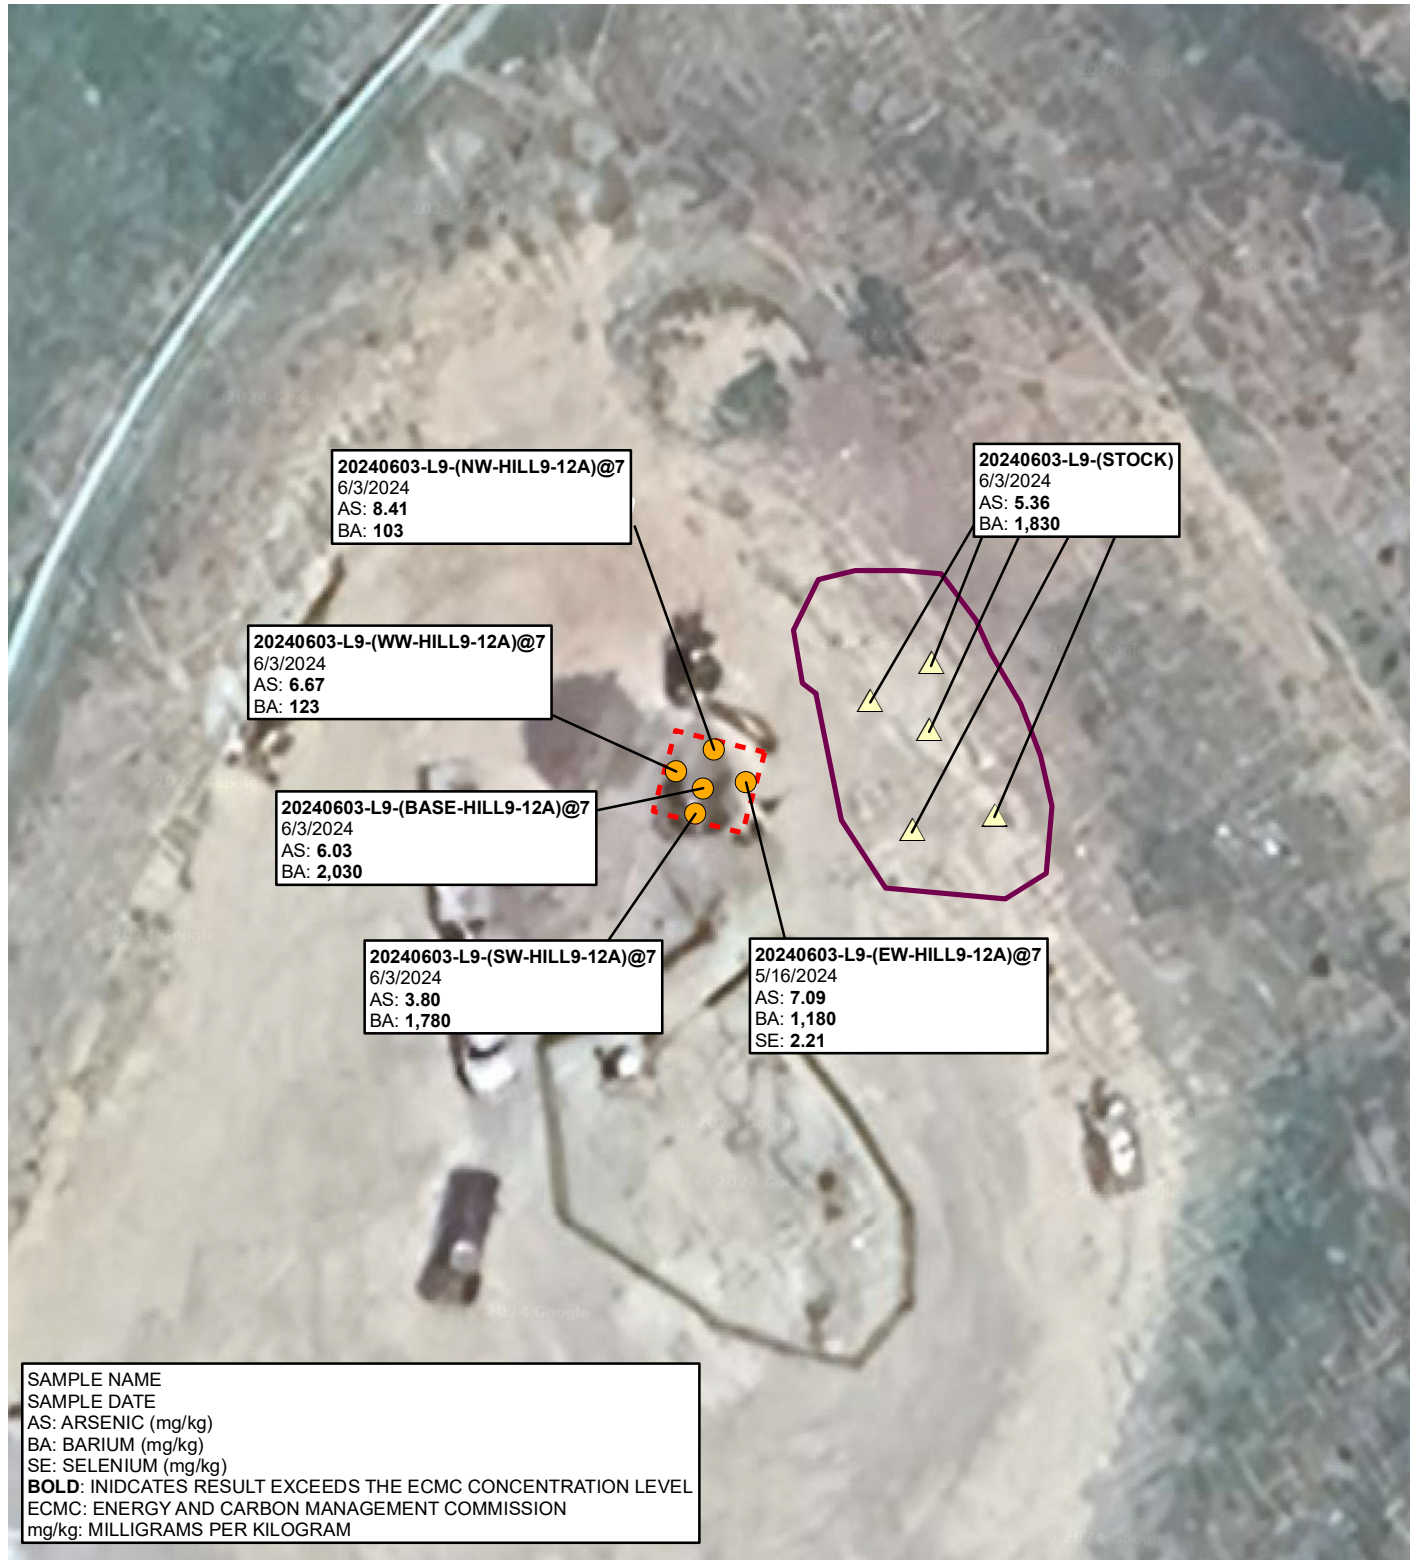 20240603-L9-(NW-HILL9-12A)@7
6/3/2024
AS: 8.41
BA: 103
20240603-L9-(STOCK)
6/3/2024
AS: 5.36
BA: 1,830
20240603-L9-(WW-HILL9-12A)@7
6/3/2024
AS: 6.67
BA: 123
20240603-L9-(BASE-HILL9-12A)@7
6/3/2024
AS: 6.03
BA: 2,030
20240603-L9-(SW-HILL9-12A)@7
6/3/2024
AS: 3.80
BA: 1,780
20240603-L9-(EW-HILL9-12A)@7
5/16/2024
AS: 7.09
BA: 1,180
SE: 2.21
SAMPLE NAME
SAMPLE DATE
AS: ARSENIC (mg/kg)
BA: BARIUM (mg/kg)
SE: SELENIUM (mg/kg)
BOLD: INIDCATES RESULT EXCEEDS THE ECMC CONCENTRATION LEVEL
ECMC: ENERGY AND CARBON MANAGEMENT COMMISSION
mg/kg: MILLIGRAMS PER KILOGRAM